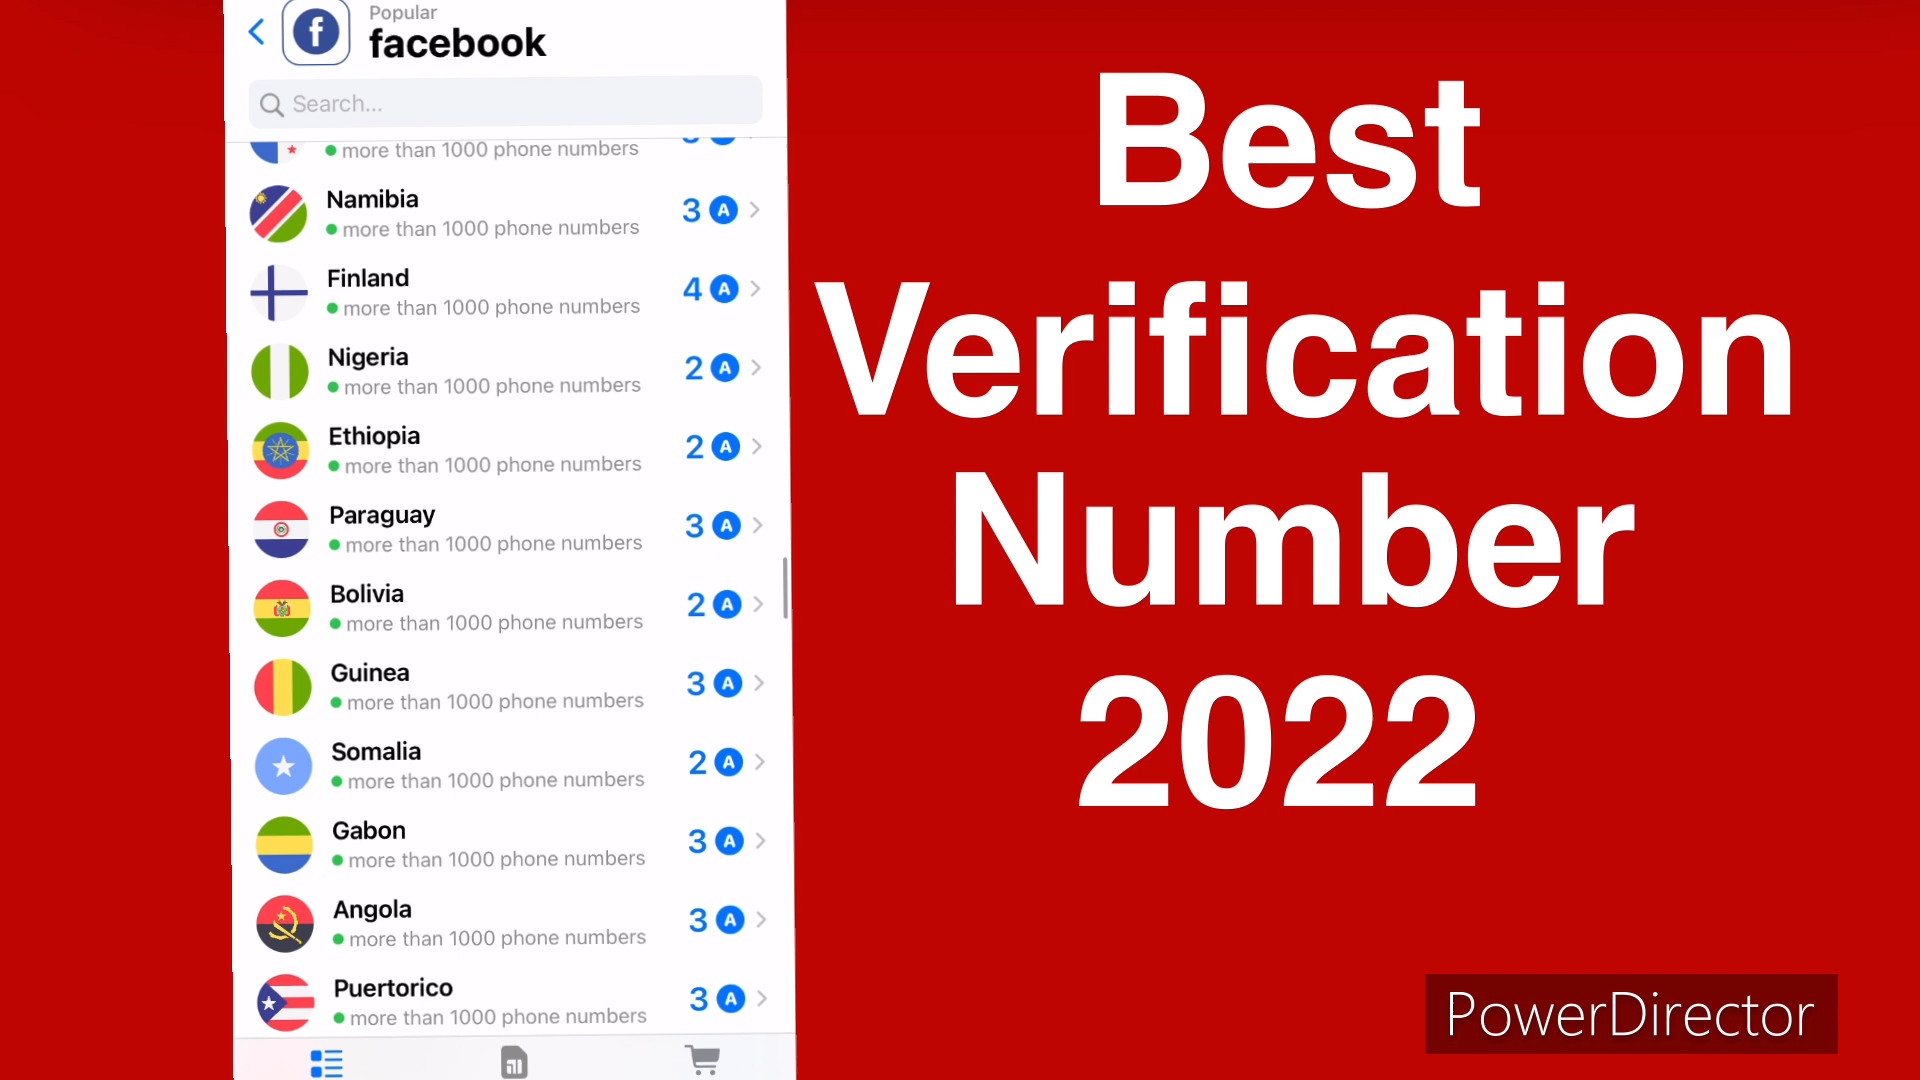 Popular
facebook
Search...
more than 1000 phone numbers
Namibia
more than 1000 phone numbers
3 A
Finland
more than 1000 phone numbers
4 A
Nigeria
more than 1000 phone numbers
2 A
Ethiopia
more than 1000 phone numbers
2 A
Paraguay
more than 1000 phone numbers
3 A
Bolivia
more than 1000 phone numbers
2 A
Guinea
more than 1000 phone numbers
3 A
Somalia
more than 1000 phone numbers
2 A
Gabon
more than 1000 phone numbers
3 A
Angola
more than 1000 phone numbers
3 A
Puertorico
more than 1000 phone numbers
3 A
Best
Verification
Number
2022
PowerDirector